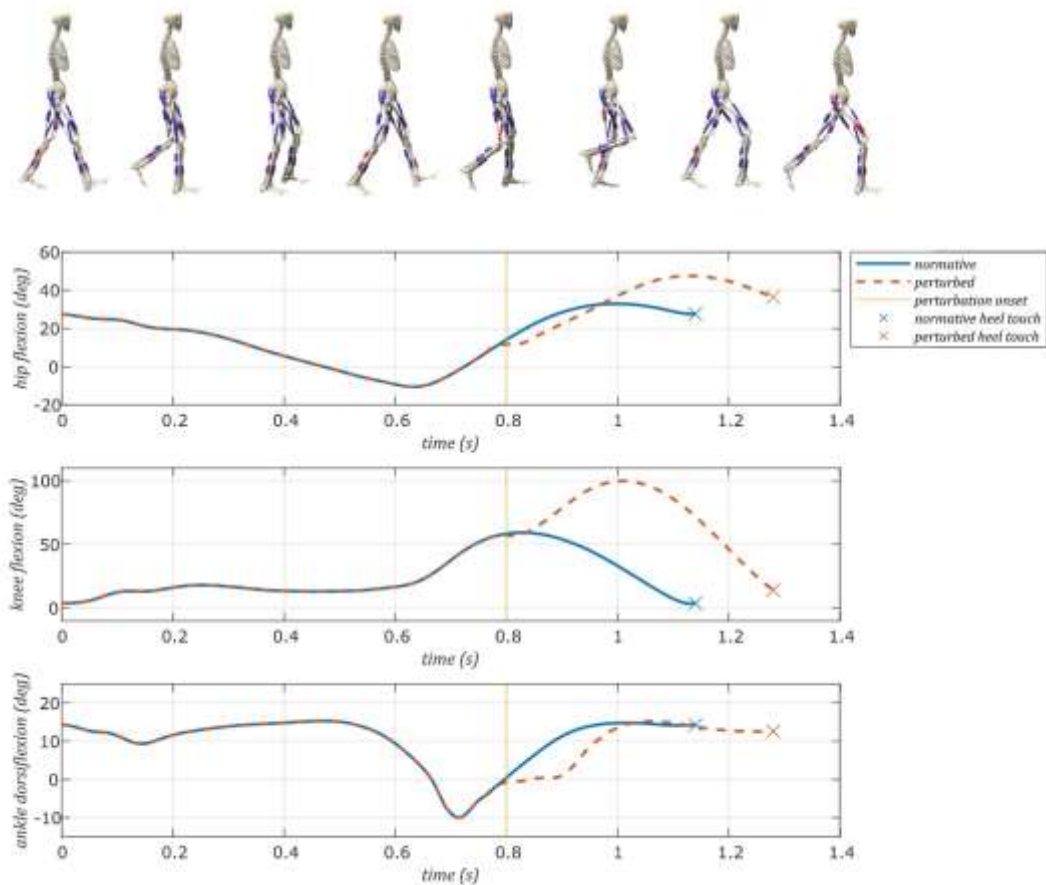 60
40
20
0
-20
hip flexion (deg)
0 0.2 0.4 0.6 0.8 1 1.2 1.4
time (s)
normative
perturbed
perturbation onset
normative heel touch
perturbed heel touch
100
50
0
knee flexion (deg)
0 0.2 0.4 0.6 0.8 1 1.2 1.4
time (s)
20
10
0
-10
ankle dorsiflexion (deg)
0 0.2 0.4 0.6 0.8 1 1.2 1.4
time (s)